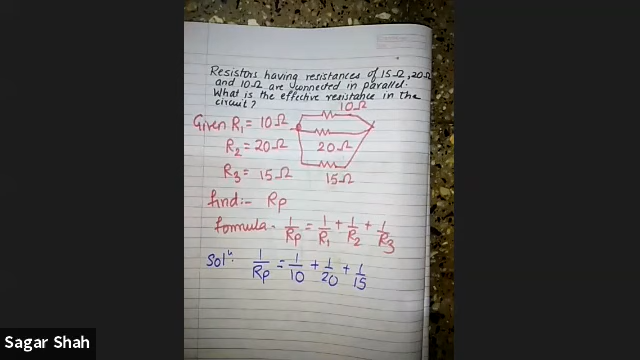 Resistors having resistances of 15Ω, 20Ω
and 10Ω are connected in parallel.
What is the effective resistance in the
circuit?
10Ω
Given R1 = 10Ω
R2 = 20Ω
20Ω
R3 = 15Ω
15Ω
find:- Rp
formula - 1/Rp = 1/R1 + 1/R2 + 1/R3
Solⁿ: 1/Rp = 1/10 + 1/20 + 1/15
Sagar Shah